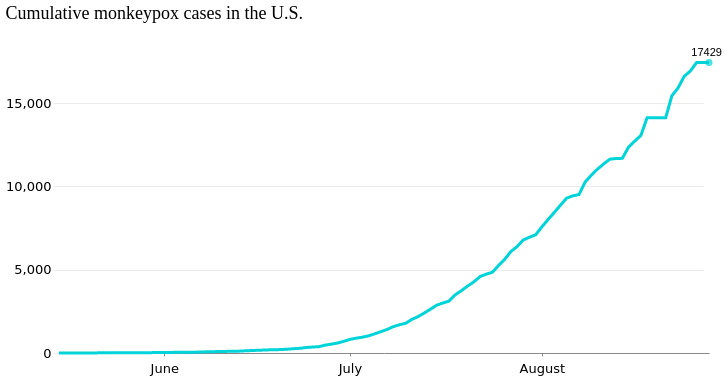 Cumulative monkeypox cases in the U.S.
17429
15,000
10,000
5,000
0
June July August